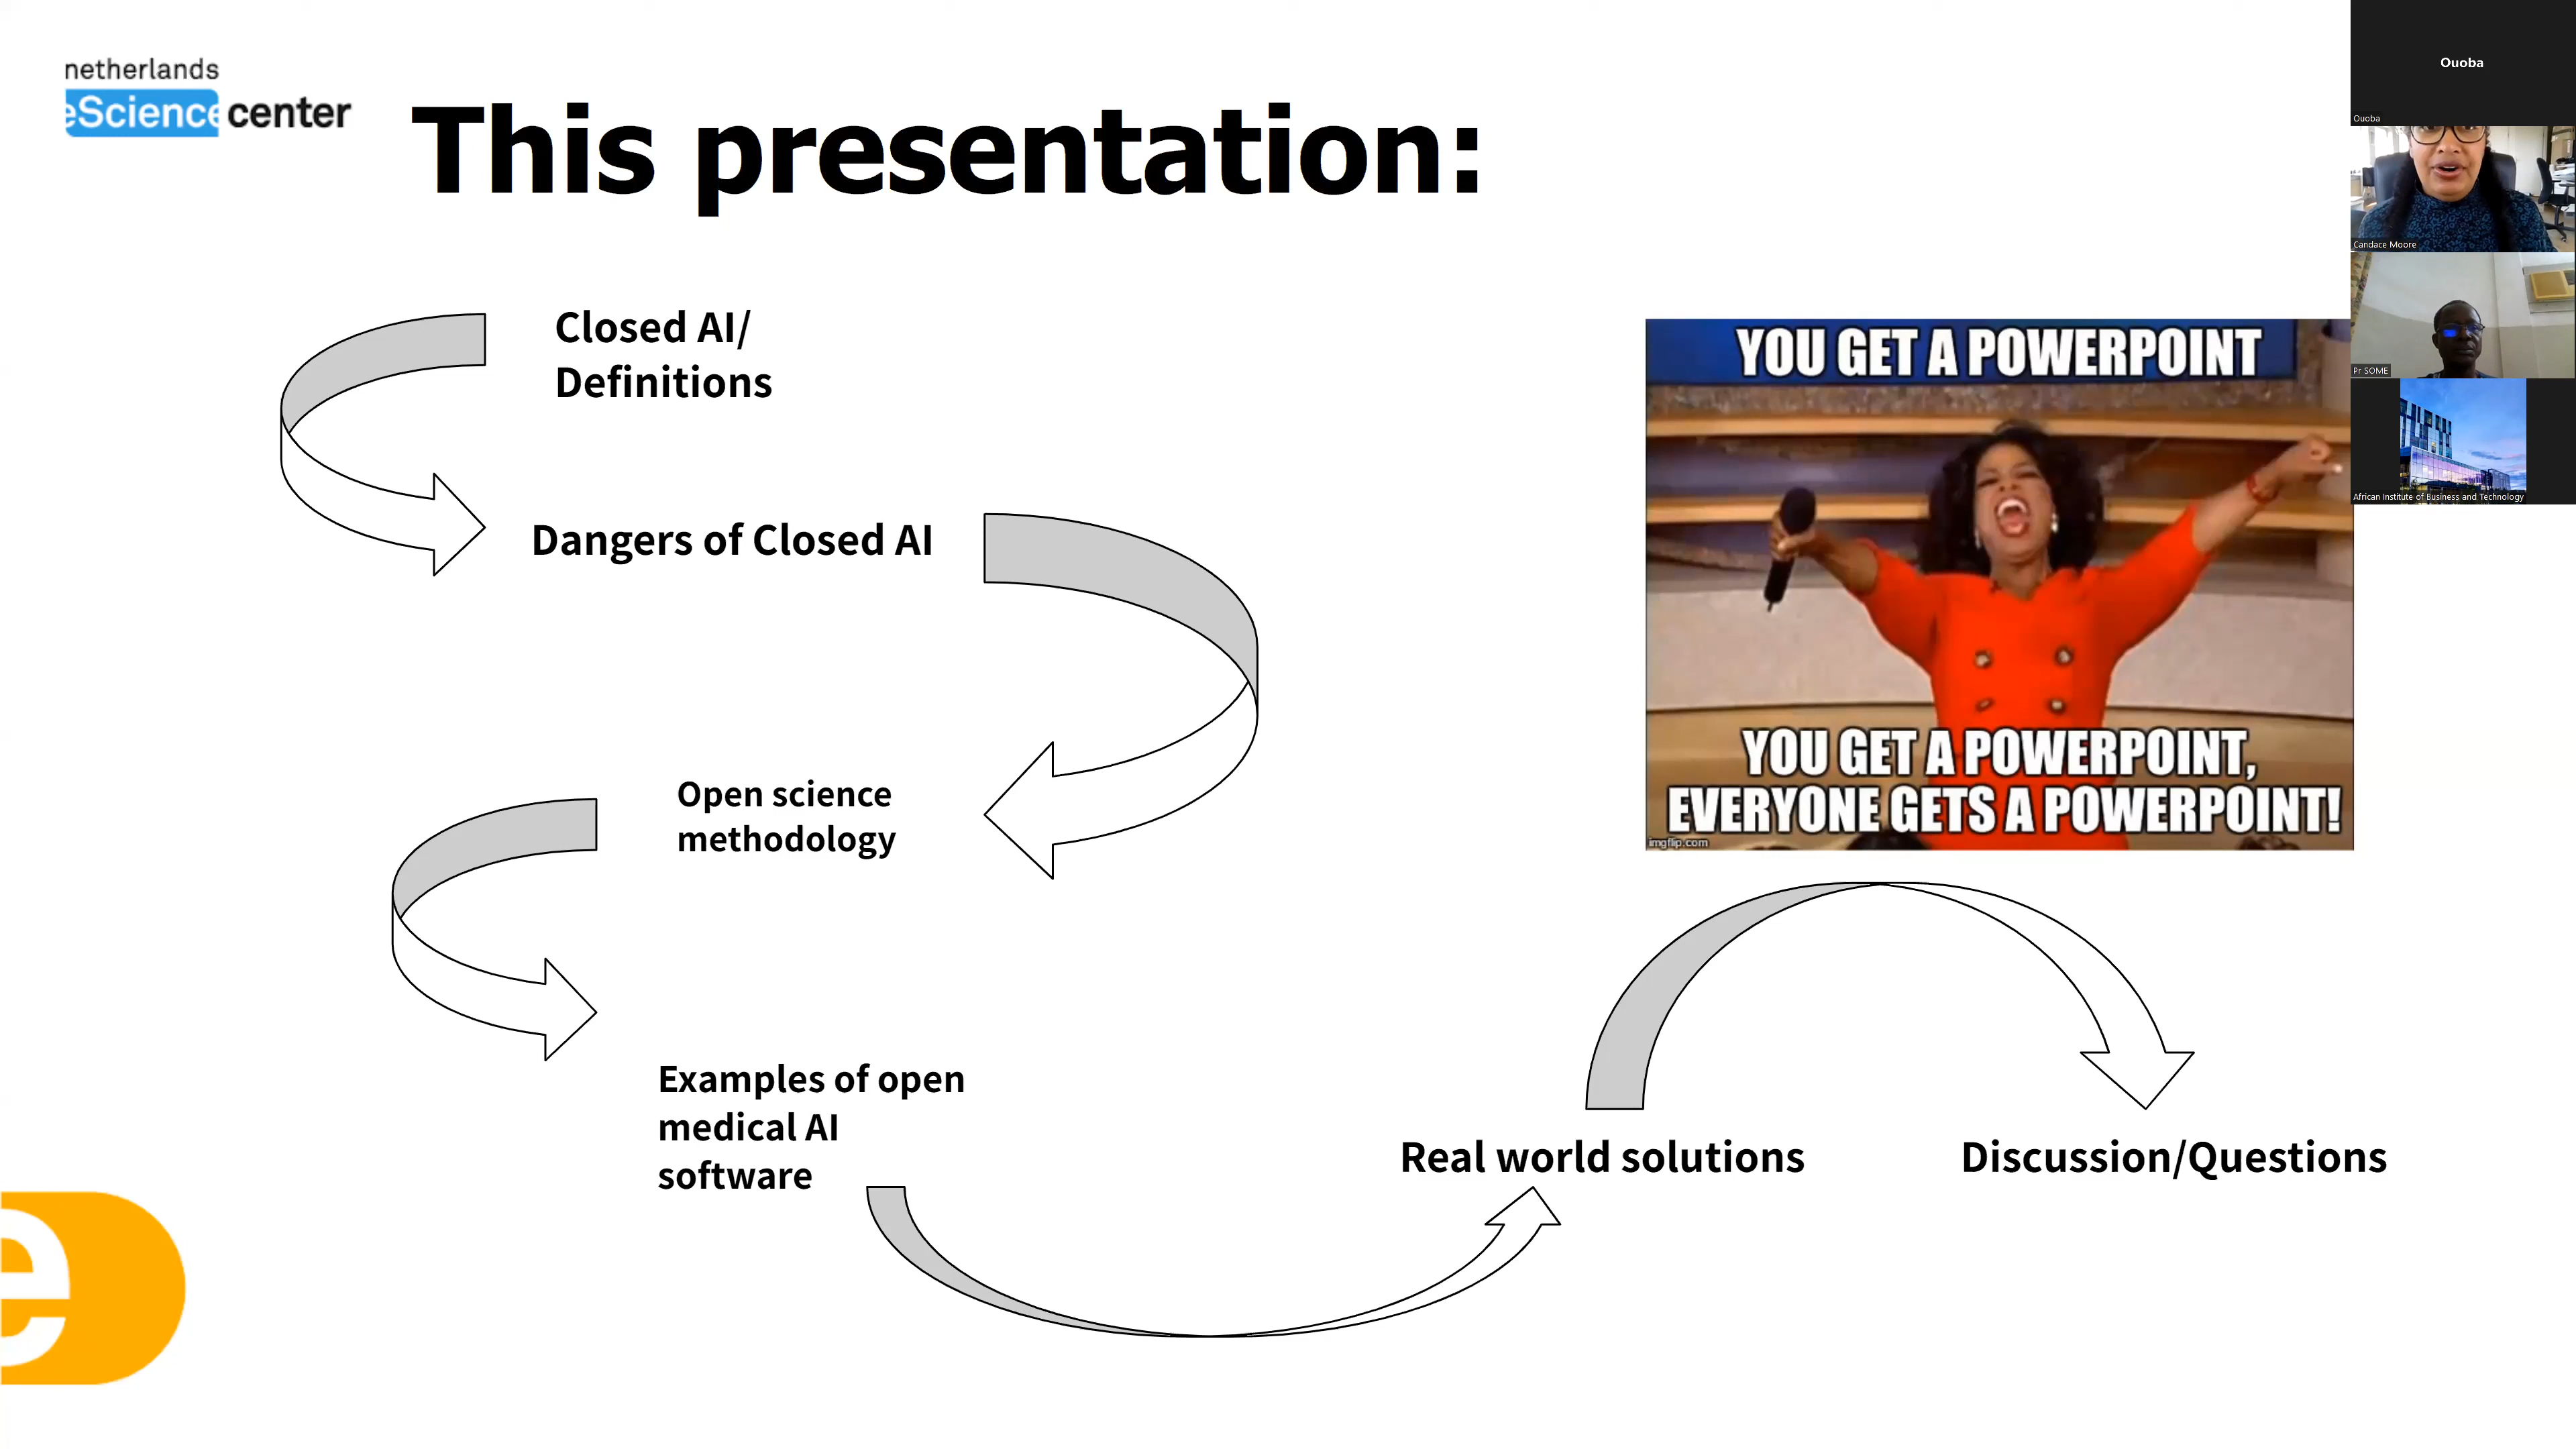 netherlands
eScience center
This presentation:
Closed AI/
Definitions
Dangers of Closed AI
Open science
methodology
Examples of open
medical AI
software
Real world solutions
Discussion/Questions
YOU GET A POWERPOINT
YOU GET A POWERPOINT,
EVERYONE GETS A POWERPOINT!
imgflip.com
e
Ouoba
Ouoba
Candace Moore
Pr SOME
African Institute of Business and Technology